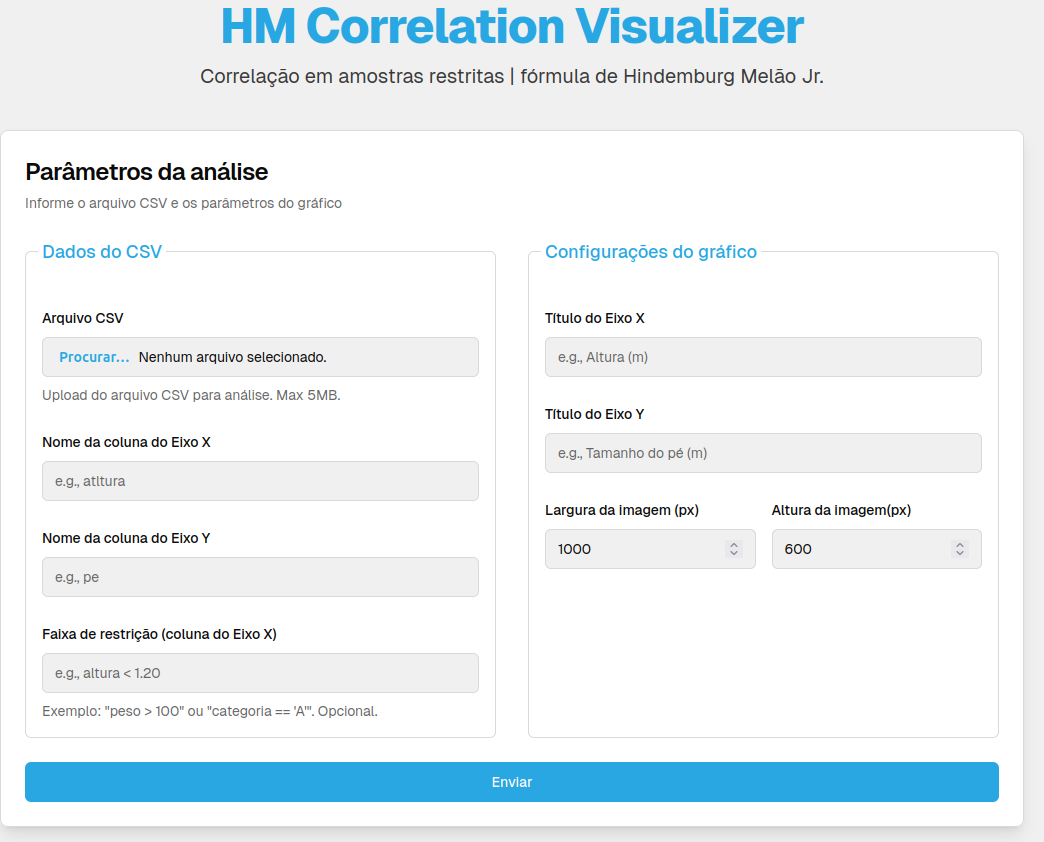 HM Correlation Visualizer
Correlação em amostras restritas | fórmula de Hindemburg Melão Jr.
Parâmetros da análise
Informe o arquivo CSV e os parâmetros do gráfico
Dados do CSV
Arquivo CSV
Procurar... Nenhum arquivo selecionado.
Upload do arquivo CSV para análise. Max 5MB.
Nome da coluna do Eixo X
e.g., atltura
Nome da coluna do Eixo Y
e.g., pe
Faixa de restrição (coluna do Eixo X)
e.g., altura < 1.20
Exemplo: "peso > 100" ou "categoria == 'A'". Opcional.
Configurações do gráfico
Título do Eixo X
e.g., Altura (m)
Título do Eixo Y
e.g., Tamanho do pé (m)
Largura da imagem (px)
1000
Altura da imagem(px)
600
Enviar